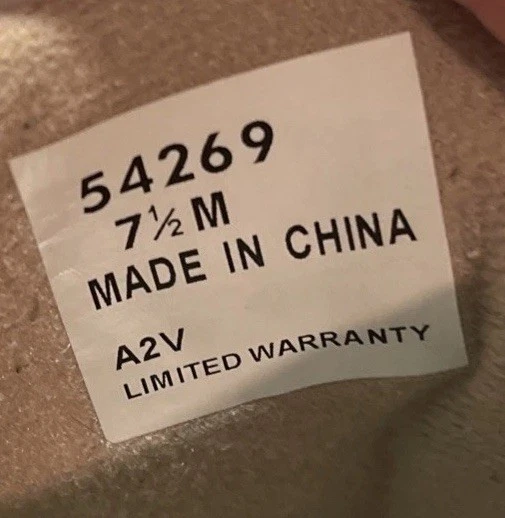 54269
7½ M
MADE IN CHINA
A2V
LIMITED WARRANTY